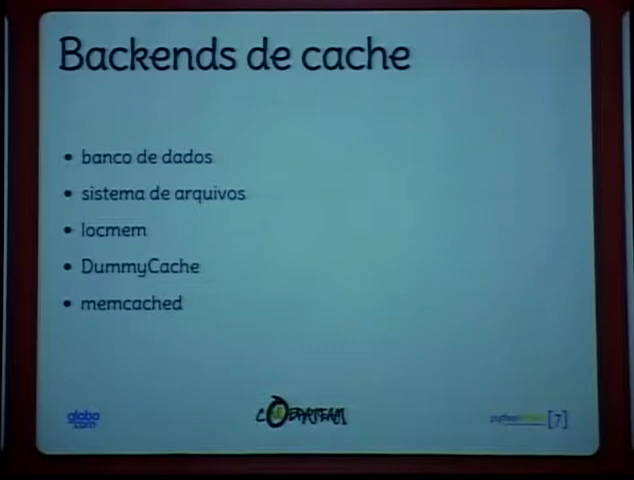 Backends de cache
• banco de dados
• sistema de arquivos
• locmem
• DummyCache
• memcached
globo
.com
[7]